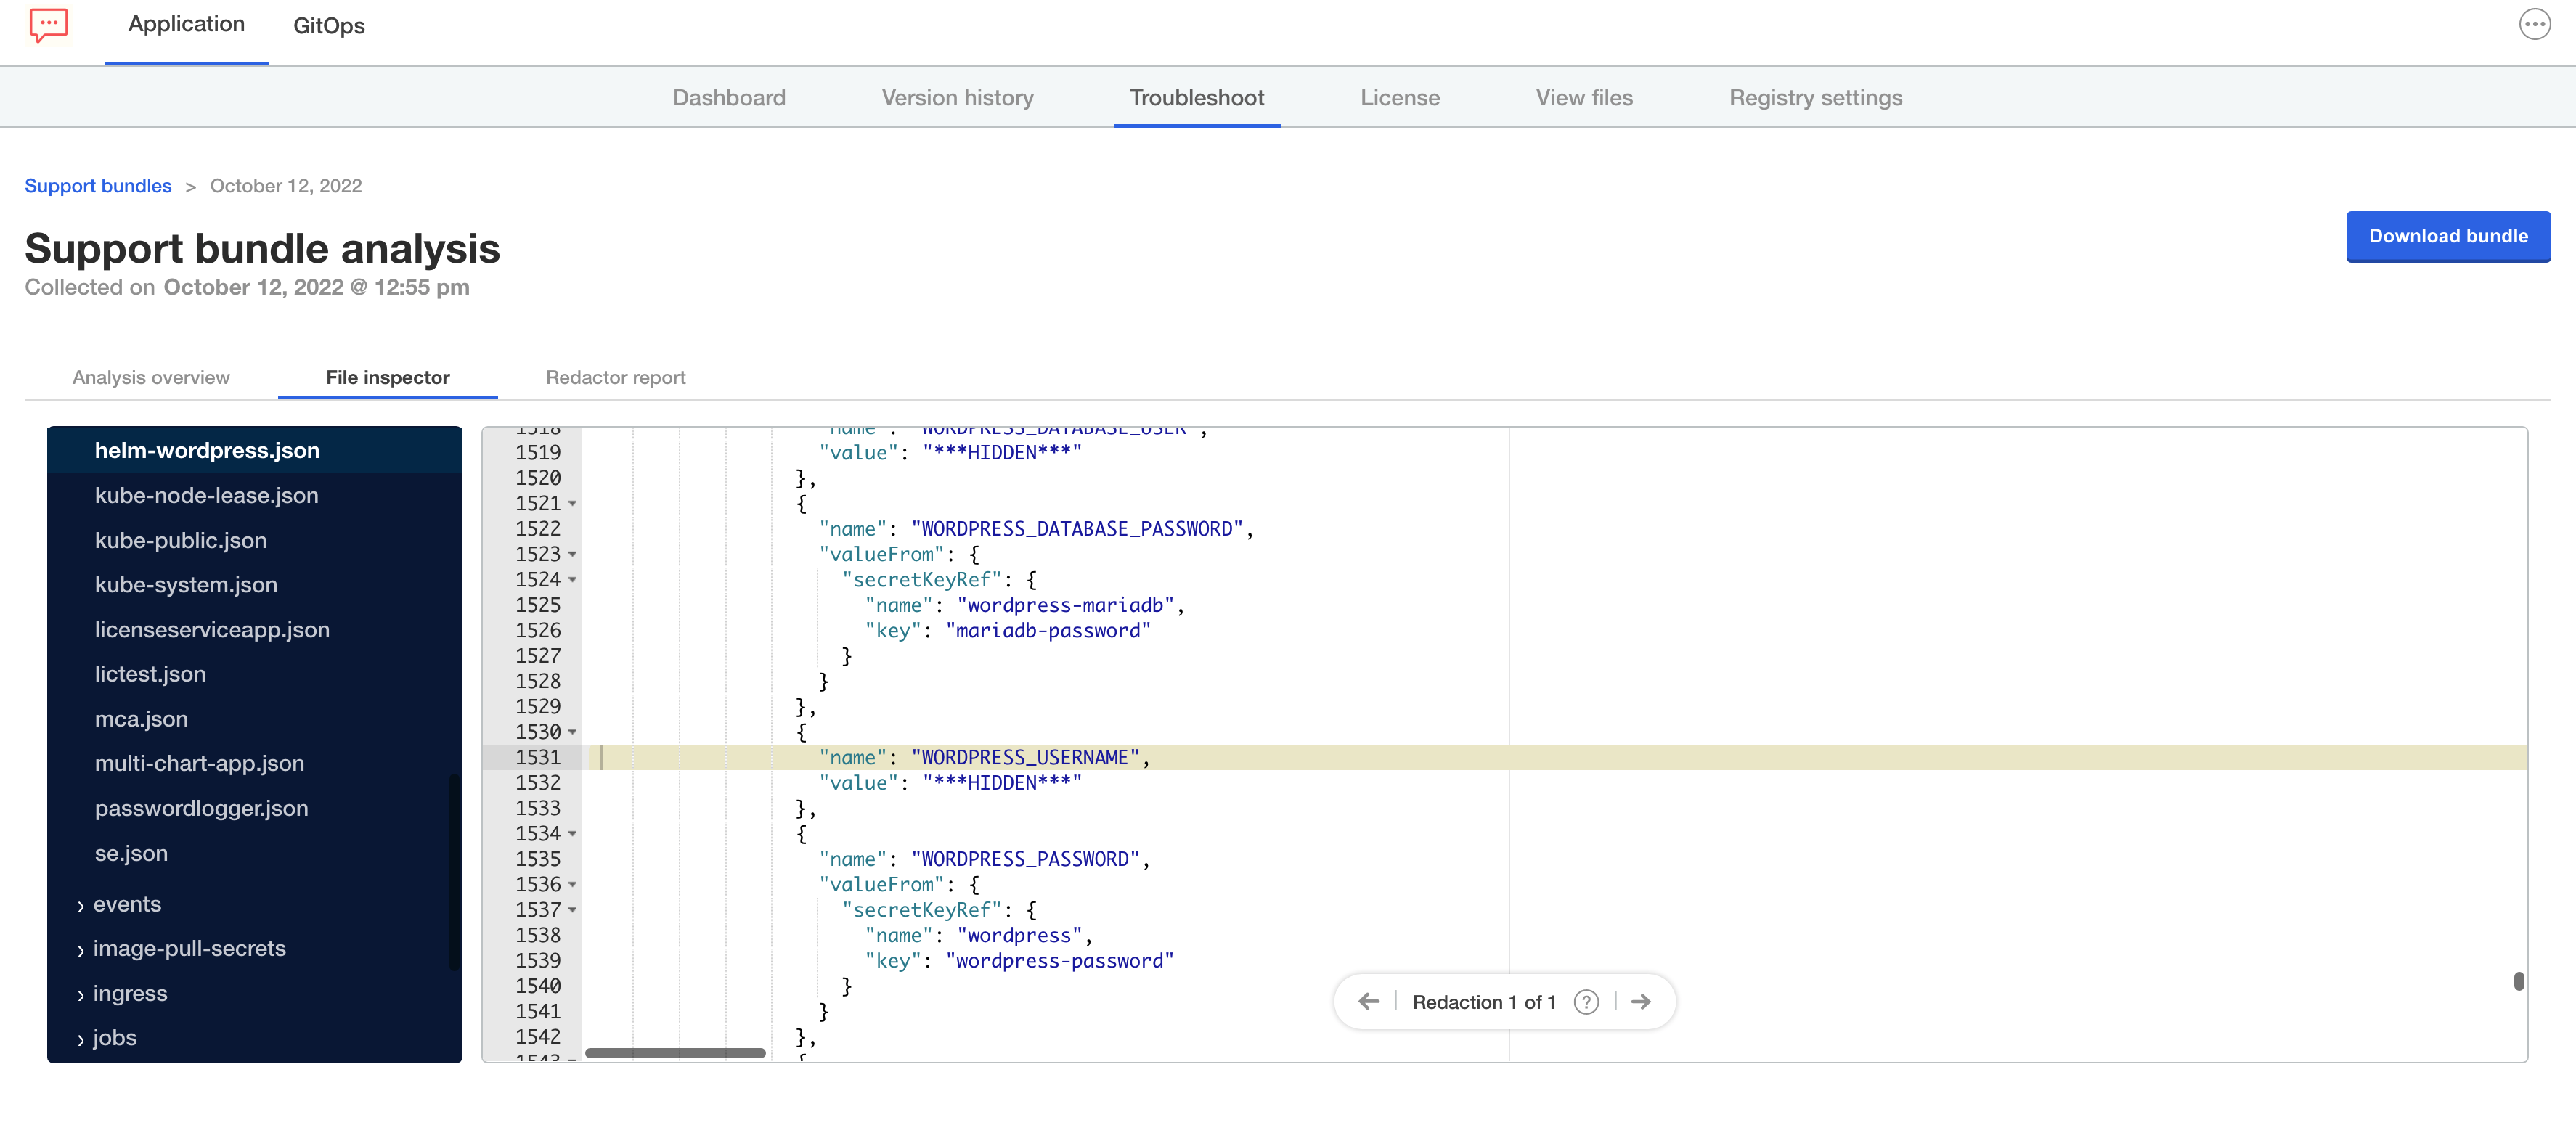 Application
GitOps
Dashboard
Version history
Troubleshoot
License
View files
Registry settings
Support bundles > October 12, 2022
Support bundle analysis
Download bundle
Collected on October 12, 2022 @ 12:55 pm
Analysis overview
File inspector
Redactor report
helm-wordpress.json
kube-node-lease.json
kube-public.json
kube-system.json
licenseserviceapp.json
lictest.json
mca.json
multi-chart-app.json
passwordlogger.json
se.json
› events
› image-pull-secrets
› ingress
› jobs
1518 "name": "WORDPRESS_DATABASE_USER",
1519 "value": "***HIDDEN***"
1520 },
1521 {
1522 "name": "WORDPRESS_DATABASE_PASSWORD",
1523 "valueFrom": {
1524 "secretKeyRef": {
1525 "name": "wordpress-mariadb",
1526 "key": "mariadb-password"
1527 }
1528 }
1529 },
1530 {
1531 "name": "WORDPRESS_USERNAME",
1532 "value": "***HIDDEN***"
1533 },
1534 {
1535 "name": "WORDPRESS_PASSWORD",
1536 "valueFrom": {
1537 "secretKeyRef": {
1538 "name": "wordpress",
1539 "key": "wordpress-password"
1540 }
1541 }
1542 },
1543 {
Redaction 1 of 1 ?